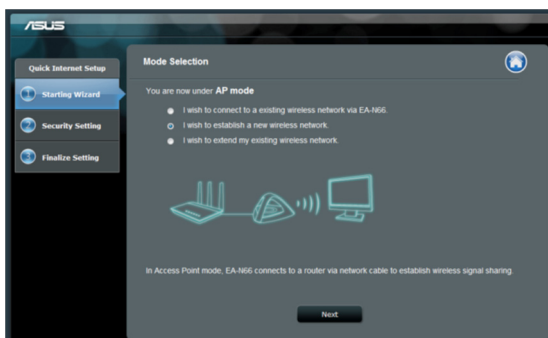 ASUS
Quick Internet Setup
1 Starting Wizard
2 Security Setting
3 Finalize Setting
Mode Selection
You are now under AP mode
I wish to connect to a existing wireless network via EA-N66.
I wish to establish a new wireless network.
I wish to extend my existing wireless network.
In Access Point mode, EA-N66 connects to a router via network cable to establish wireless signal sharing.
Next